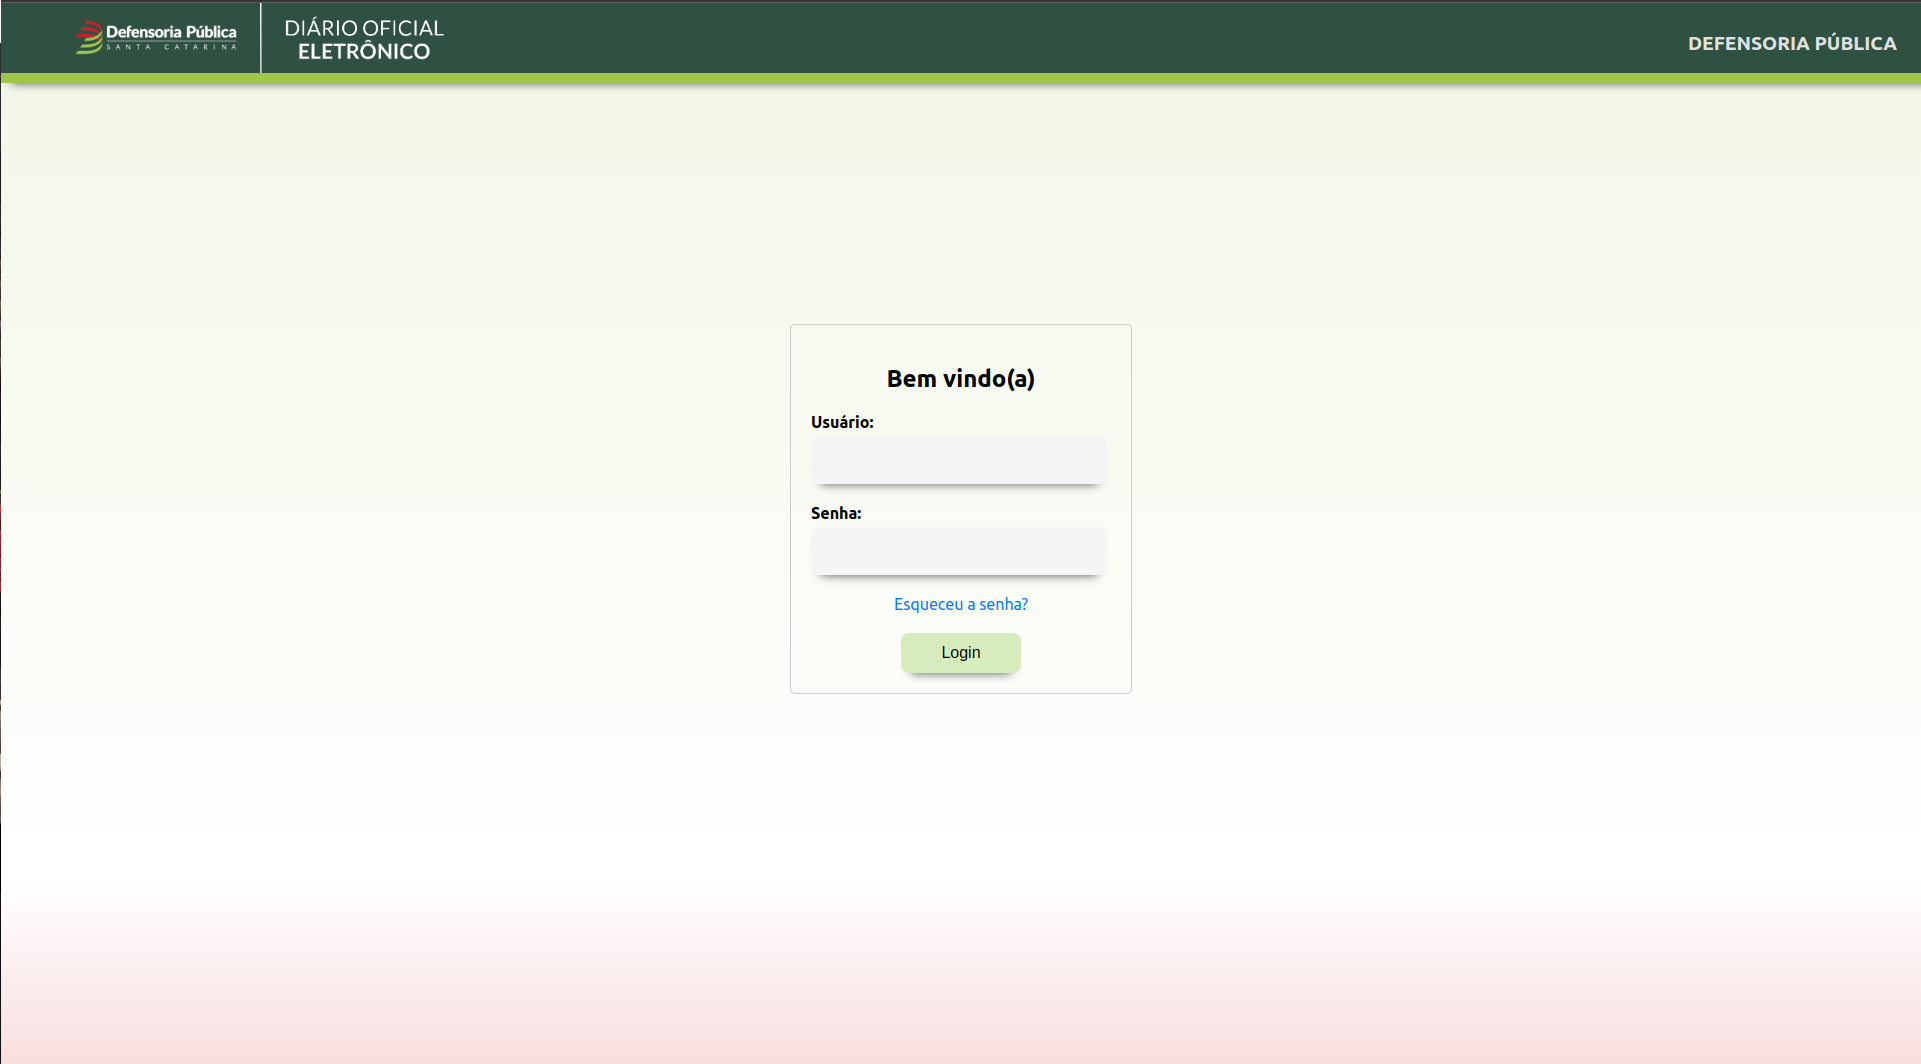 Defensoria Pública
SANTA CATARINA
DIÁRIO OFICIAL
ELETRÔNICO
DEFENSORIA PÚBLICA
Bem vindo(a)
Usuário:
Senha:
Esqueceu a senha?
Login